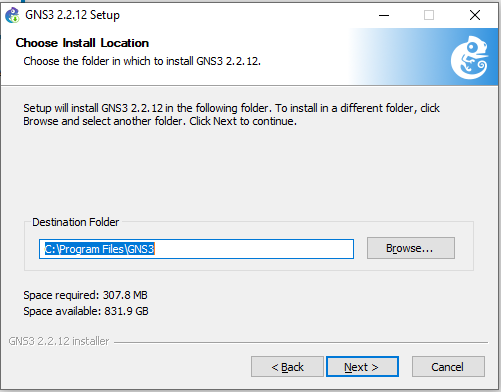 GNS3 2.2.12 Setup
Choose Install Location
Choose the folder in which to install GNS3 2.2.12.
Setup will install GNS3 2.2.12 in the following folder. To install in a different folder, click
Browse and select another folder. Click Next to continue.
Destination Folder
C:\Program Files\GNS3
Browse...
Space required: 307.8 MB
Space available: 831.9 GB
GNS3 2.2.12 installer
< Back
Next >
Cancel